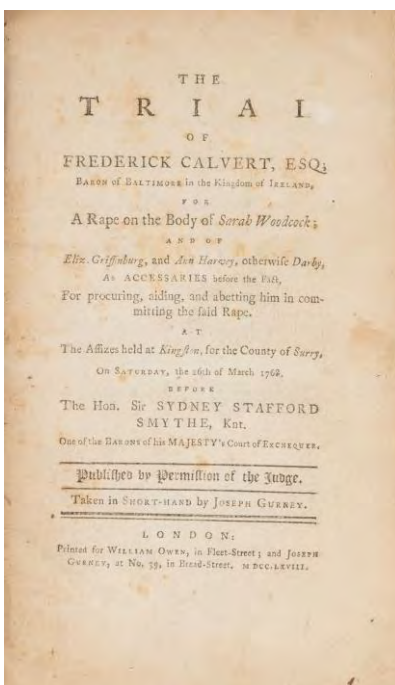 THE
TRIAL
OF
FREDERICK CALVERT, ESQ;
BARON of BALTIMORE in the Kingdom of IRELAND,
FOR
A Rape on the Body of Sarah Woodcock;
AND OF
Eliz. Griffinburg, and Ann Harvey, otherwiſe Darby,
As ACCESSARIES before the Fact,
For procuring, aiding, and abetting him in com-
mitting the ſaid Rape.
AT
The Aſſizes held at Kingſton, for the County of Surry,
On SATURDAY, the 26th of March 1768.
BEFORE
The Hon. Sir SYDNEY STAFFORD
SMYTHE, Knt.
One of the BARONS of his MAJESTY's Court of EXCHEQUER.
Publiſhed by Permiſſion of the Judge.
Taken in SHORT-HAND by JOSEPH GURNEY.
LONDON:
Printed for WILLIAM OWEN, in Fleet-Street; and JOSEPH
GURNEY, at No. 39, in Bread-Street. MDCC.LXVIII.